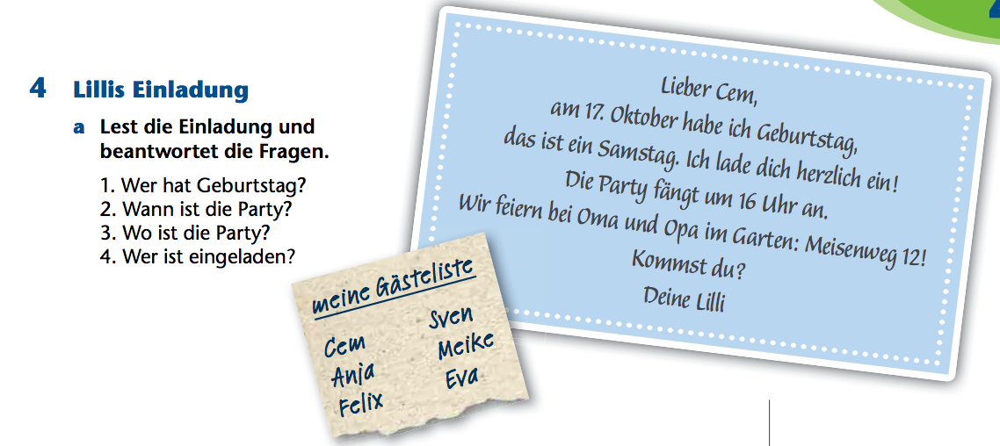 4 Lillis Einladung
a Lest die Einladung und
beantwortet die Fragen.
1. Wer hat Geburtstag?
2. Wann ist die Party?
3. Wo ist die Party?
4. Wer ist eingeladen?
Lieber Cem,
am 17. Oktober habe ich Geburtstag,
das ist ein Samstag. Ich lade dich herzlich ein!
Die Party fängt um 16 Uhr an.
Wir feiern bei Oma und Opa im Garten: Meisenweg 12!
Kommst du?
Deine Lilli
meine Gästeliste
Cem
Anja
Felix
Sven
Meike
Eva